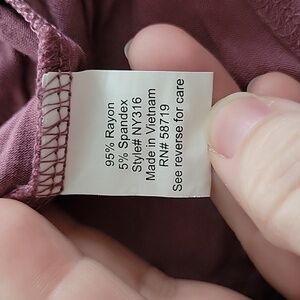 95% Rayon
5% Spandex
Style# NY316
Made in Vietnam
RN# 58719
See reverse for care